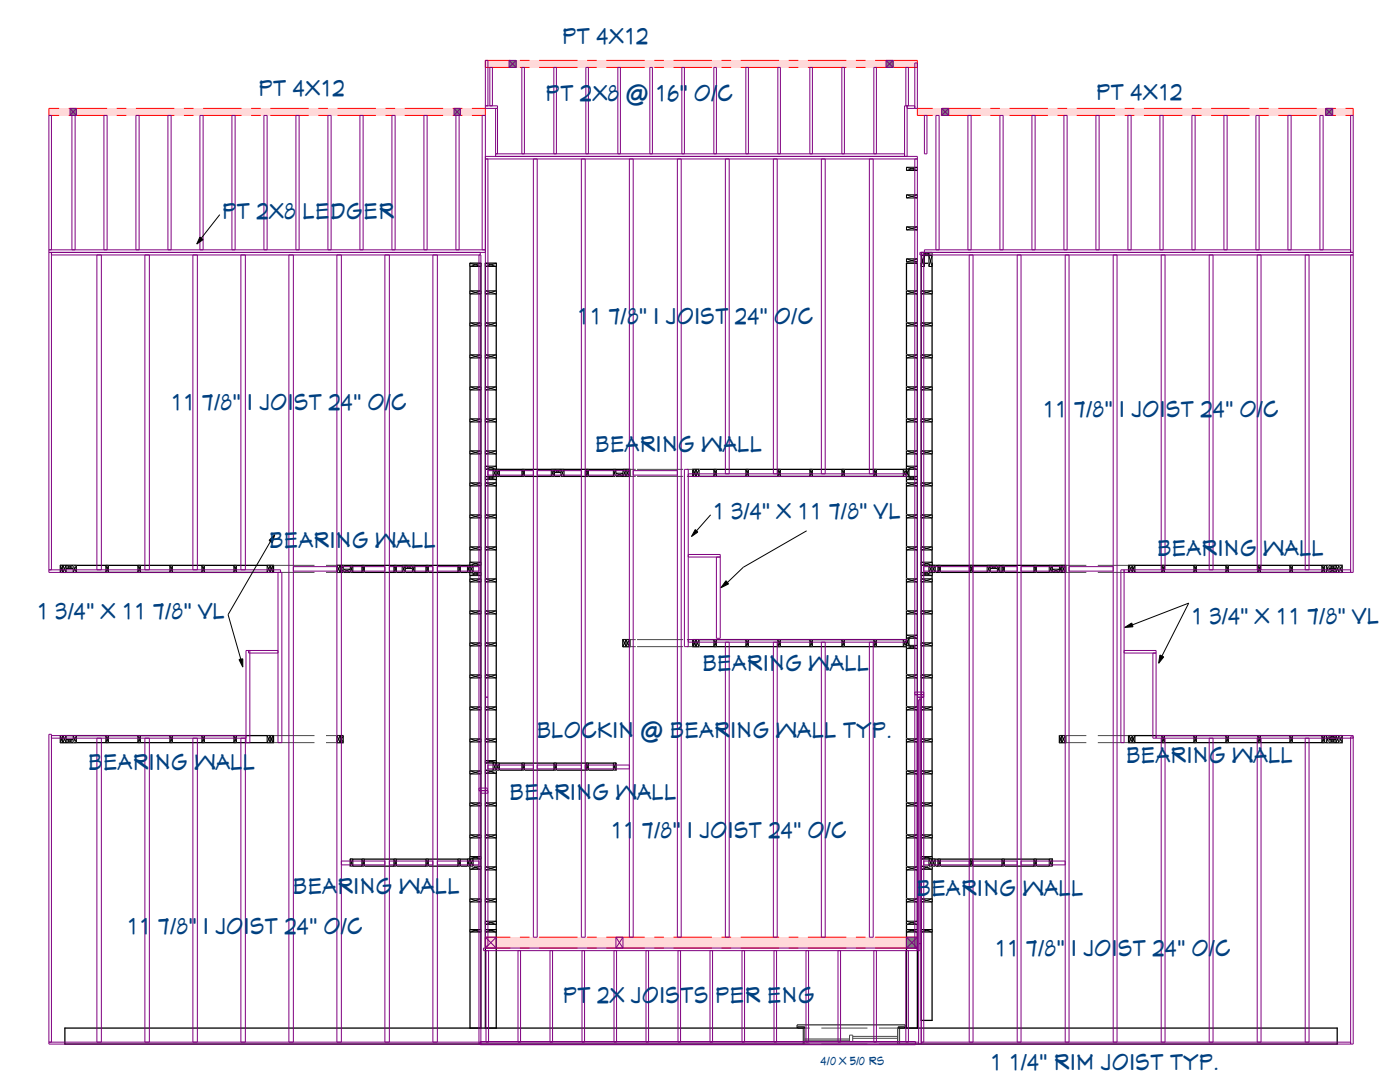 PT 4X12
PT 4X12
PT 2X8 @ 16" O/C
PT 4X12
PT 2X8 LEDGER
11 7/8" I JOIST 24" O/C
11 7/8" I JOIST 24" O/C
11 7/8" I JOIST 24" O/C
BEARING WALL
1 3/4" X 11 7/8" VL
BEARING WALL
BEARING WALL
1 3/4" X 11 7/8" VL
1 3/4" X 11 7/8" VL
BEARING WALL
BLOCKIN @ BEARING WALL TYP.
BEARING WALL
BEARING WALL
BEARING WALL
11 7/8" I JOIST 24" O/C
BEARING WALL
BEARING WALL
11 7/8" I JOIST 24" O/C
11 7/8" I JOIST 24" O/C
PT 2X JOISTS PER ENG
4/0 X 5/0 RS
1 1/4" RIM JOIST TYP.